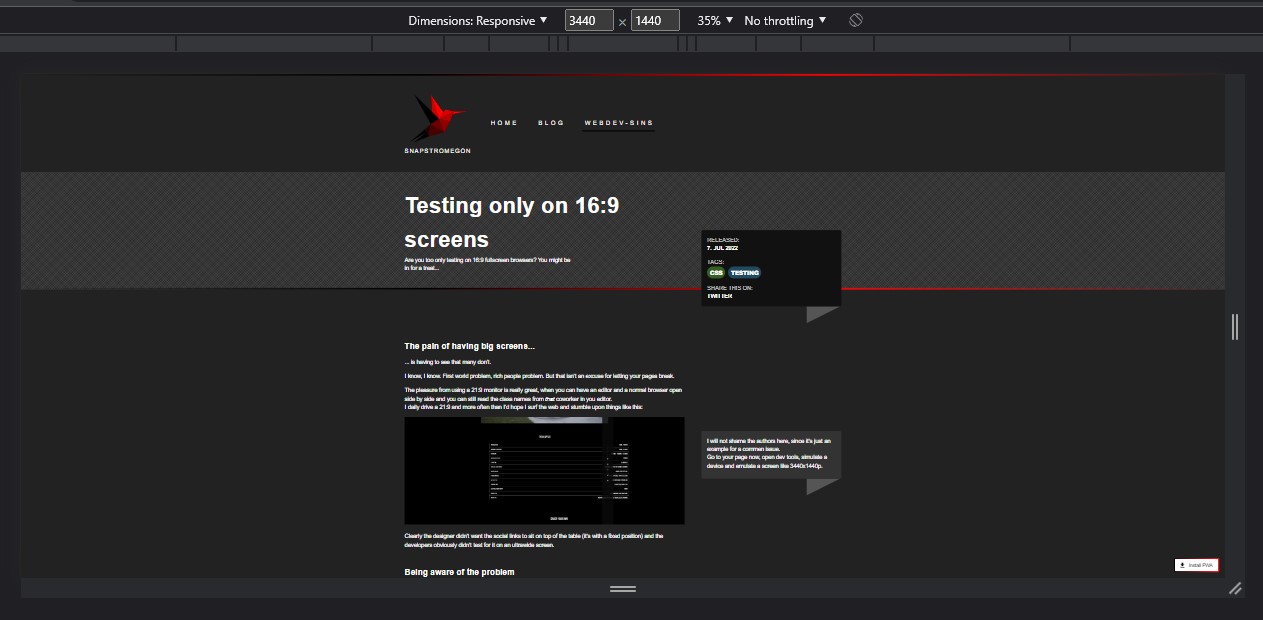 Dimensions: Responsive ▼ 3440 × 1440 35% ▼ No throttling ▼
HOME BLOG WEBDEV-SINS
SNAPSTROMEGON
Testing only on 16:9
screens
Are you too only testing on 16:9 fullscreen browsers? You might be
in for a treat...
RELEASED:
7. JUL 2022
TAGS:
CSS TESTING
SHARE THIS ON:
TWITTER
The pain of having big screens...
... is having to see that many don't.
I know, I know. First world problem, rich people problem. But that isn't an excuse for letting your pages break.
The pleasure from using a 21:9 monitor is really great, when you can have an editor and a normal browser open
side by side and you can still read the class names from that coworker in you editor.
I daily drive a 21:9 and more often then I'd hope I surf the web and stumble upon things like this:
I will not shame the authors here, since it's just an
example for a common issue.
Go to your page now, open dev tools, simulate a
device and emulate a screen like 3440x1440p.
Clearly the designer didn't want the social links to sit on top of the table (it's with a fixed position) and the
developers obviously didn't test for it on an ultrawide screen.
Install PWA
Being aware of the problem